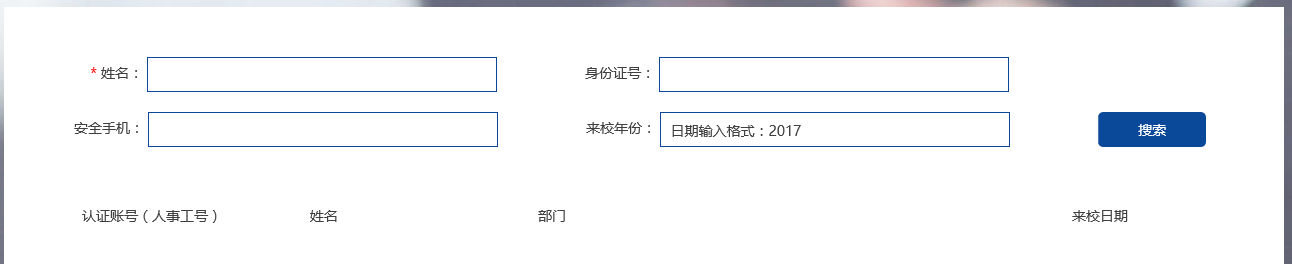 * 姓名： 身份证号：
安全手机： 来校年份： 日期输入格式：2017 搜索
认证账号（人事工号） 姓名 部门 来校日期